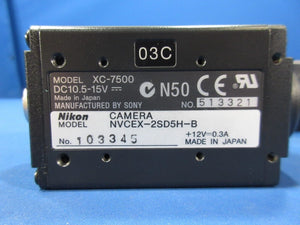 03C
MODEL XC-7500
DC10.5-15V
Made in Japan
MANUFACTURED BY SONY
N50 CE
No. 513321
Nikon CAMERA
MODEL NVCEX-2SD5H-B
+12V 0.3A
No. 103345 MADE IN JAPAN